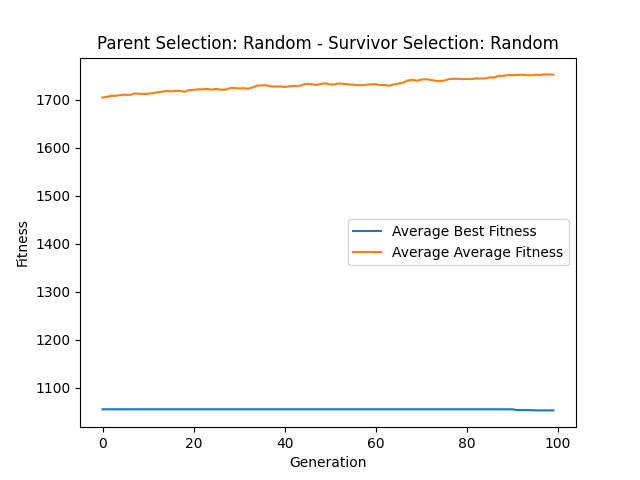 Parent Selection: Random - Survivor Selection: Random
Fitness
1700
1600
1500
1400
1300
1200
1100
Average Best Fitness
Average Average Fitness
0 20 40 60 80 100
Generation